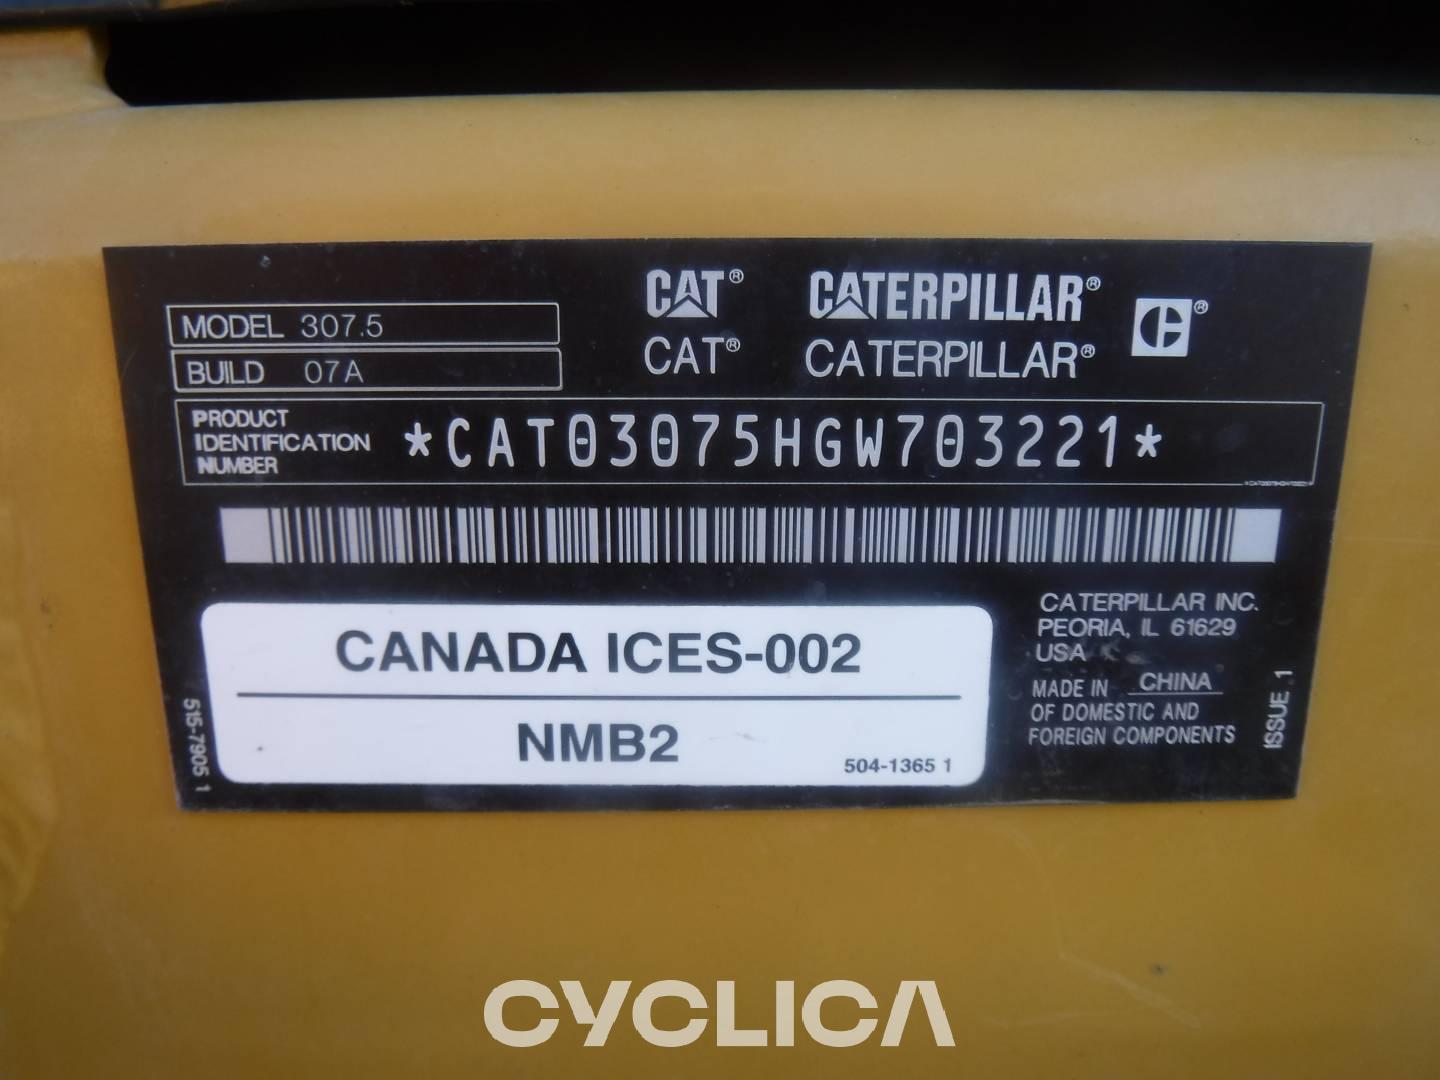 CAT® CATERPILLAR® C®
CAT® CATERPILLAR®
MODEL 307.5
BUILD 07A
PRODUCT
IDENTIFICATION
NUMBER
*CAT03075HGW703221*
CANADA ICES-002
NMB2
504-1365 1
515-7905 1
CATERPILLAR INC.
PEORIA, IL 61629
USA
MADE IN CHINA
OF DOMESTIC AND
FOREIGN COMPONENTS
ISSUE 1
CYCLICA